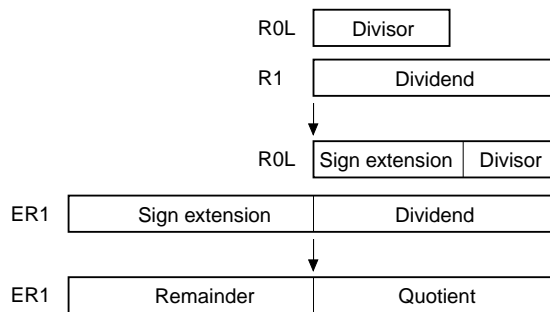 R0L Divisor
R1 Dividend
R0L Sign extension Divisor
ER1 Sign extension Dividend
ER1 Remainder Quotient